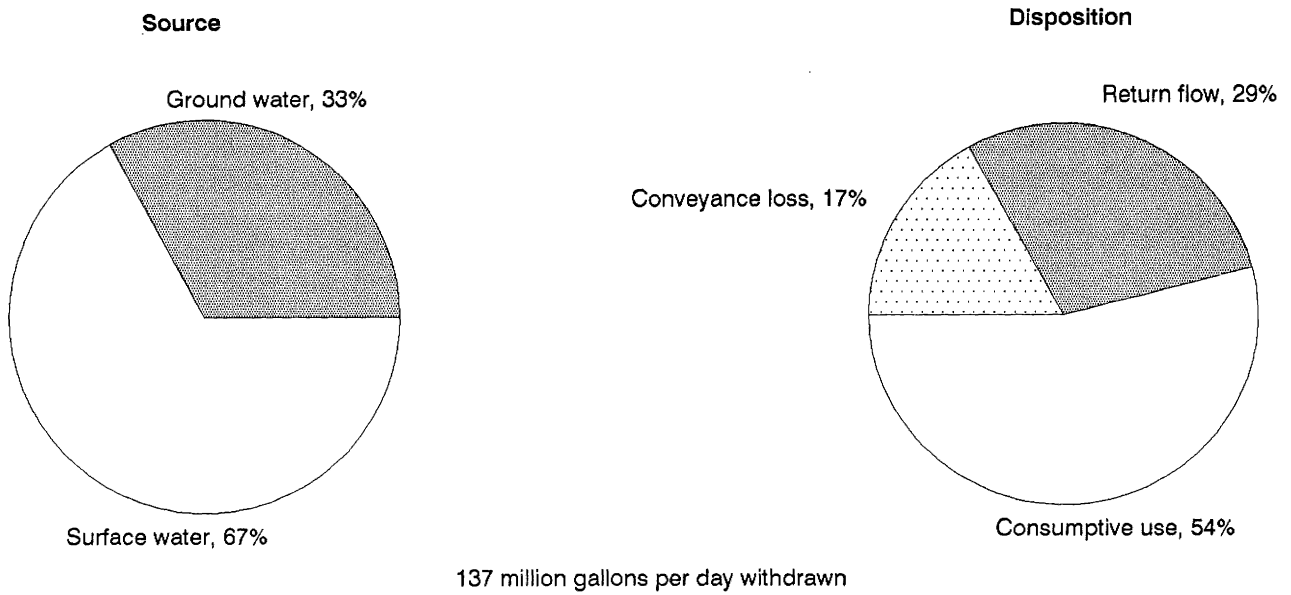 Source
Disposition
Ground water, 33%
Return flow, 29%
Conveyance loss, 17%
Surface water, 67%
Consumptive use, 54%
137 million gallons per day withdrawn